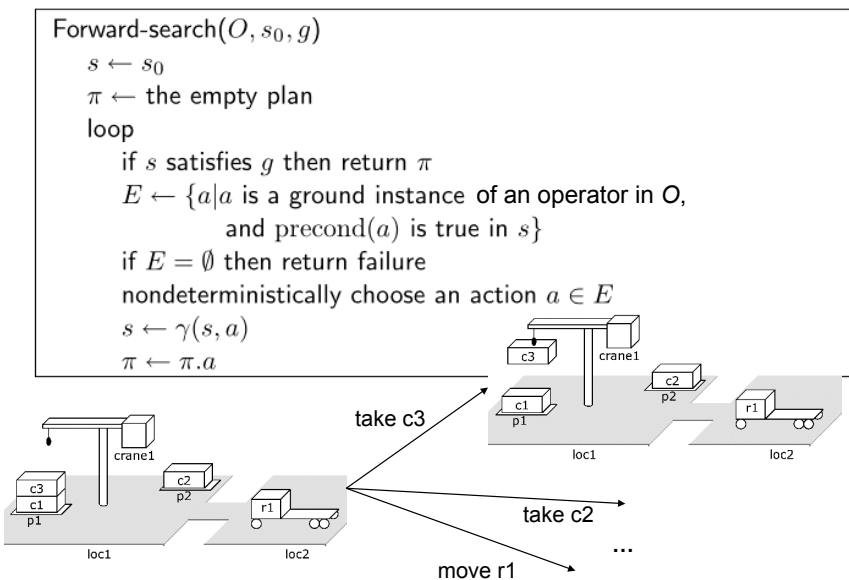 Forward-search(O, s₀, g)
s ← s₀
π ← the empty plan
loop
if s satisfies g then return π
E ← {a|a is a ground instance of an operator in O,
and precond(a) is true in s}
if E = ∅ then return failure
nondeterministically choose an action a ∈ E
s ← γ(s, a)
π ← π.a
c3
crane1
c1
p1
c2
p2
r1
loc1
loc2
take c3
crane1
c3
c1
p1
c2
p2
r1
loc1
loc2
take c2
...
move r1